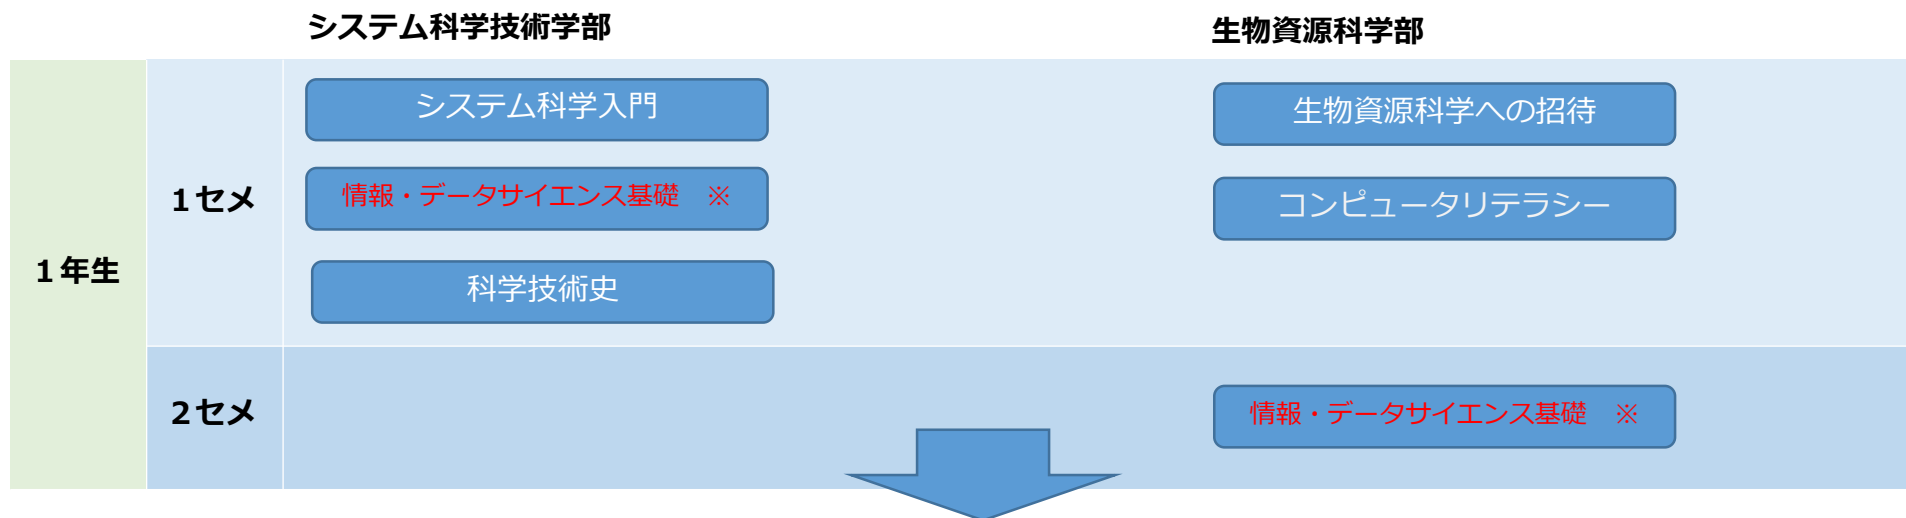 システム科学技術学部
生物資源科学部
1年生
1セメ
システム科学入門
情報・データサイエンス基礎　※
科学技術史
生物資源科学への招待
コンピュータリテラシー
2セメ
情報・データサイエンス基礎　※